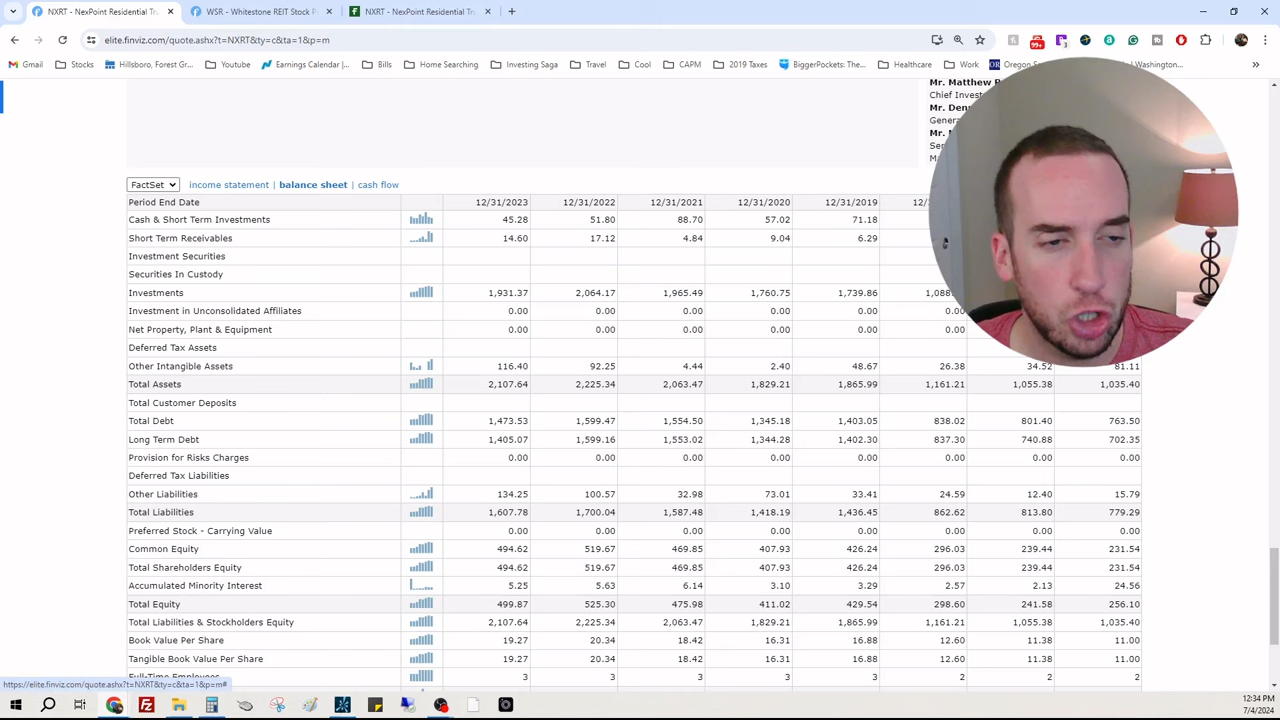 NXRT - NexPoint Residential Tr
WSR - Whitestone REIT Stock P
NXRT - NexPoint Residential Tr
elite.finviz.com/quote.ashx?t=NXRT&ty=c&ta=1&p=m
99+
3
Gmail
Stocks
Hillsboro, Forest Gr...
Youtube
Earnings Calendar |...
Bills
Home Searching
Investing Saga
Travel
Cool
CAPM
2019 Taxes
BiggerPockets: The...
Healthcare
Work
Washington...
Mr. Matthew
Chief Invest
Mr. Den
Genera
Mr.
FactSet income statement | balance sheet | cash flow
Period End Date 12/31/2023 12/31/2022 12/31/2021 12/31/2020 12/31/2019
Cash & Short Term Investments 45.28 51.80 88.70 57.02 71.18
Short Term Receivables 14.60 17.12 4.84 9.04 6.29
Investment Securities
Securities In Custody
Investments 1,931.37 2,064.17 1,965.49 1,760.75 1,739.86
Investment in Unconsolidated Affiliates 0.00 0.00 0.00 0.00 0.00 0.00
Net Property, Plant & Equipment 0.00 0.00 0.00 0.00 0.00 0.00
Deferred Tax Assets
Other Intangible Assets 116.40 92.25 4.44 2.40 48.67 26.38 34.52 81.11
Total Assets 2,107.64 2,225.34 2,063.47 1,829.21 1,865.99 1,161.21 1,055.38 1,035.40
Total Customer Deposits
Total Debt 1,473.53 1,599.47 1,554.50 1,345.18 1,403.05 838.02 801.40 763.50
Long Term Debt 1,405.07 1,599.16 1,553.02 1,344.28 1,402.30 837.30 740.88 702.35
Provision for Risks Charges 0.00 0.00 0.00 0.00 0.00 0.00 0.00 0.00
Deferred Tax Liabilities
Other Liabilities 134.25 100.57 32.98 73.01 33.41 24.59 12.40 15.79
Total Liabilities 1,607.78 1,700.04 1,587.48 1,418.19 1,436.45 862.62 813.80 779.29
Preferred Stock - Carrying Value 0.00 0.00 0.00 0.00 0.00 0.00 0.00 0.00
Common Equity 494.62 519.67 469.85 407.93 426.24 296.03 239.44 231.54
Total Shareholders Equity 494.62 519.67 469.85 407.93 426.24 296.03 239.44 231.54
Accumulated Minority Interest 5.25 5.63 6.14 3.10 3.29 2.57 2.13 24.56
Total Equity 499.87 525.30 475.98 411.02 429.54 298.60 241.58 256.10
Total Liabilities & Stockholders Equity 2,107.64 2,225.34 2,063.47 1,829.21 1,865.99 1,161.21 1,055.38 1,035.40
Book Value Per Share 19.27 20.34 18.42 16.31 16.88 12.60 11.38 11.00
Tangible Book Value Per Share 19.27 20.34 18.42 16.31 16.88 12.60 11.38 11.00
Full-Time Employees 3 3 3 3 3 2 2 2
https://elite.finviz.com/quote.ashx?t=NXRT&ty=c&ta=1&p=m#
12:34 PM
7/4/2024